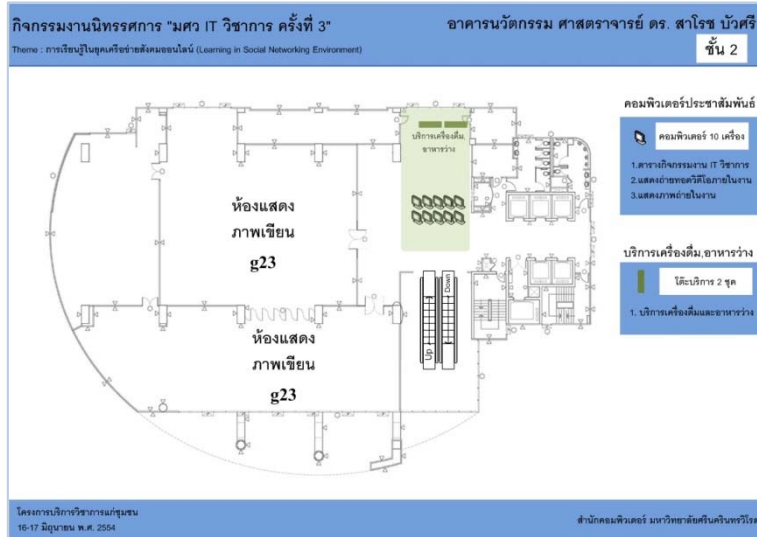 กิจกรรมงานนิทรรศการ "มศว IT วิชาการ ครั้งที่ 3"
อาคารนวัตกรรม ศาสตราจารย์ ดร. สาโรช บัวศรี
Theme : การเรียนรู้ในยุคเครือข่ายสังคมออนไลน์ (Learning in Social Networking Environment)
ชั้น 2
บริการเครื่องดื่ม,
อาหารว่าง
ห้องแสดง
ภาพเขียน
g23
ห้องแสดง
ภาพเขียน
g23
Up
Down
คอมพิวเตอร์ประชาสัมพันธ์
คอมพิวเตอร์ 10 เครื่อง
1.ตารางกิจกรรมงาน IT วิชาการ
2.แสดงถ่ายทอดวิดีโอภายในงาน
3.แสดงภาพถ่ายในงาน
บริการเครื่องดื่ม,อาหารว่าง
โต๊ะบริการ 2 ชุด
1. บริการเครื่องดื่มและอาหารว่าง
โครงการบริการวิชาการแก่ชุมชน
16-17 มิถุนายน พ.ศ. 2554
สำนักคอมพิวเตอร์ มหาวิทยาลัยศรีนครินทรวิโรฒ